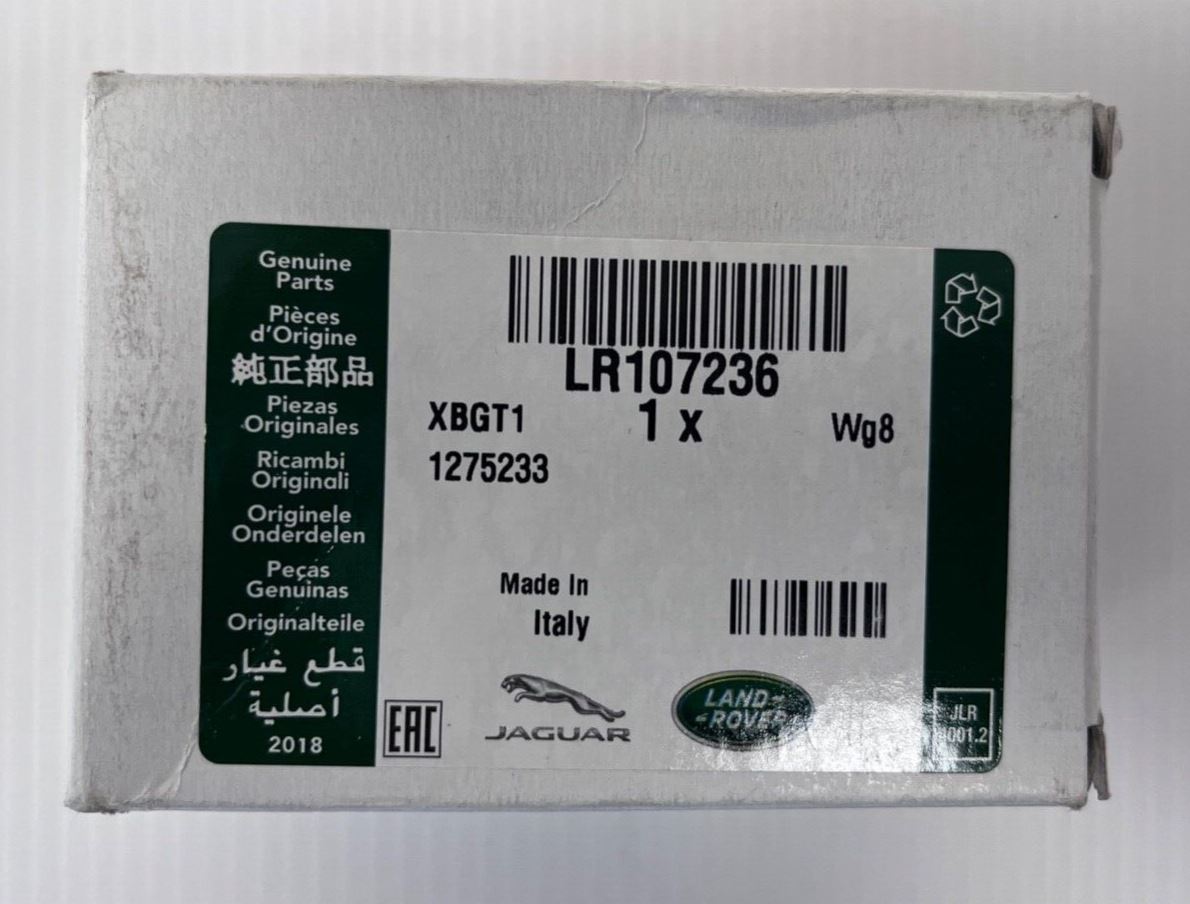 Genuine
Parts
Pièces
d'Origine
純正部品
Piezas
Originales
Ricambi
Originali
Originele
Onderdelen
Peças
Genuinas
Originalteile
قطع غيار
أصلية
2018
LR107236
XBGT1
1 x
Wg8
1275233
Made In
Italy
EAC
JAGUAR
LAND-
-ROVER
JLR